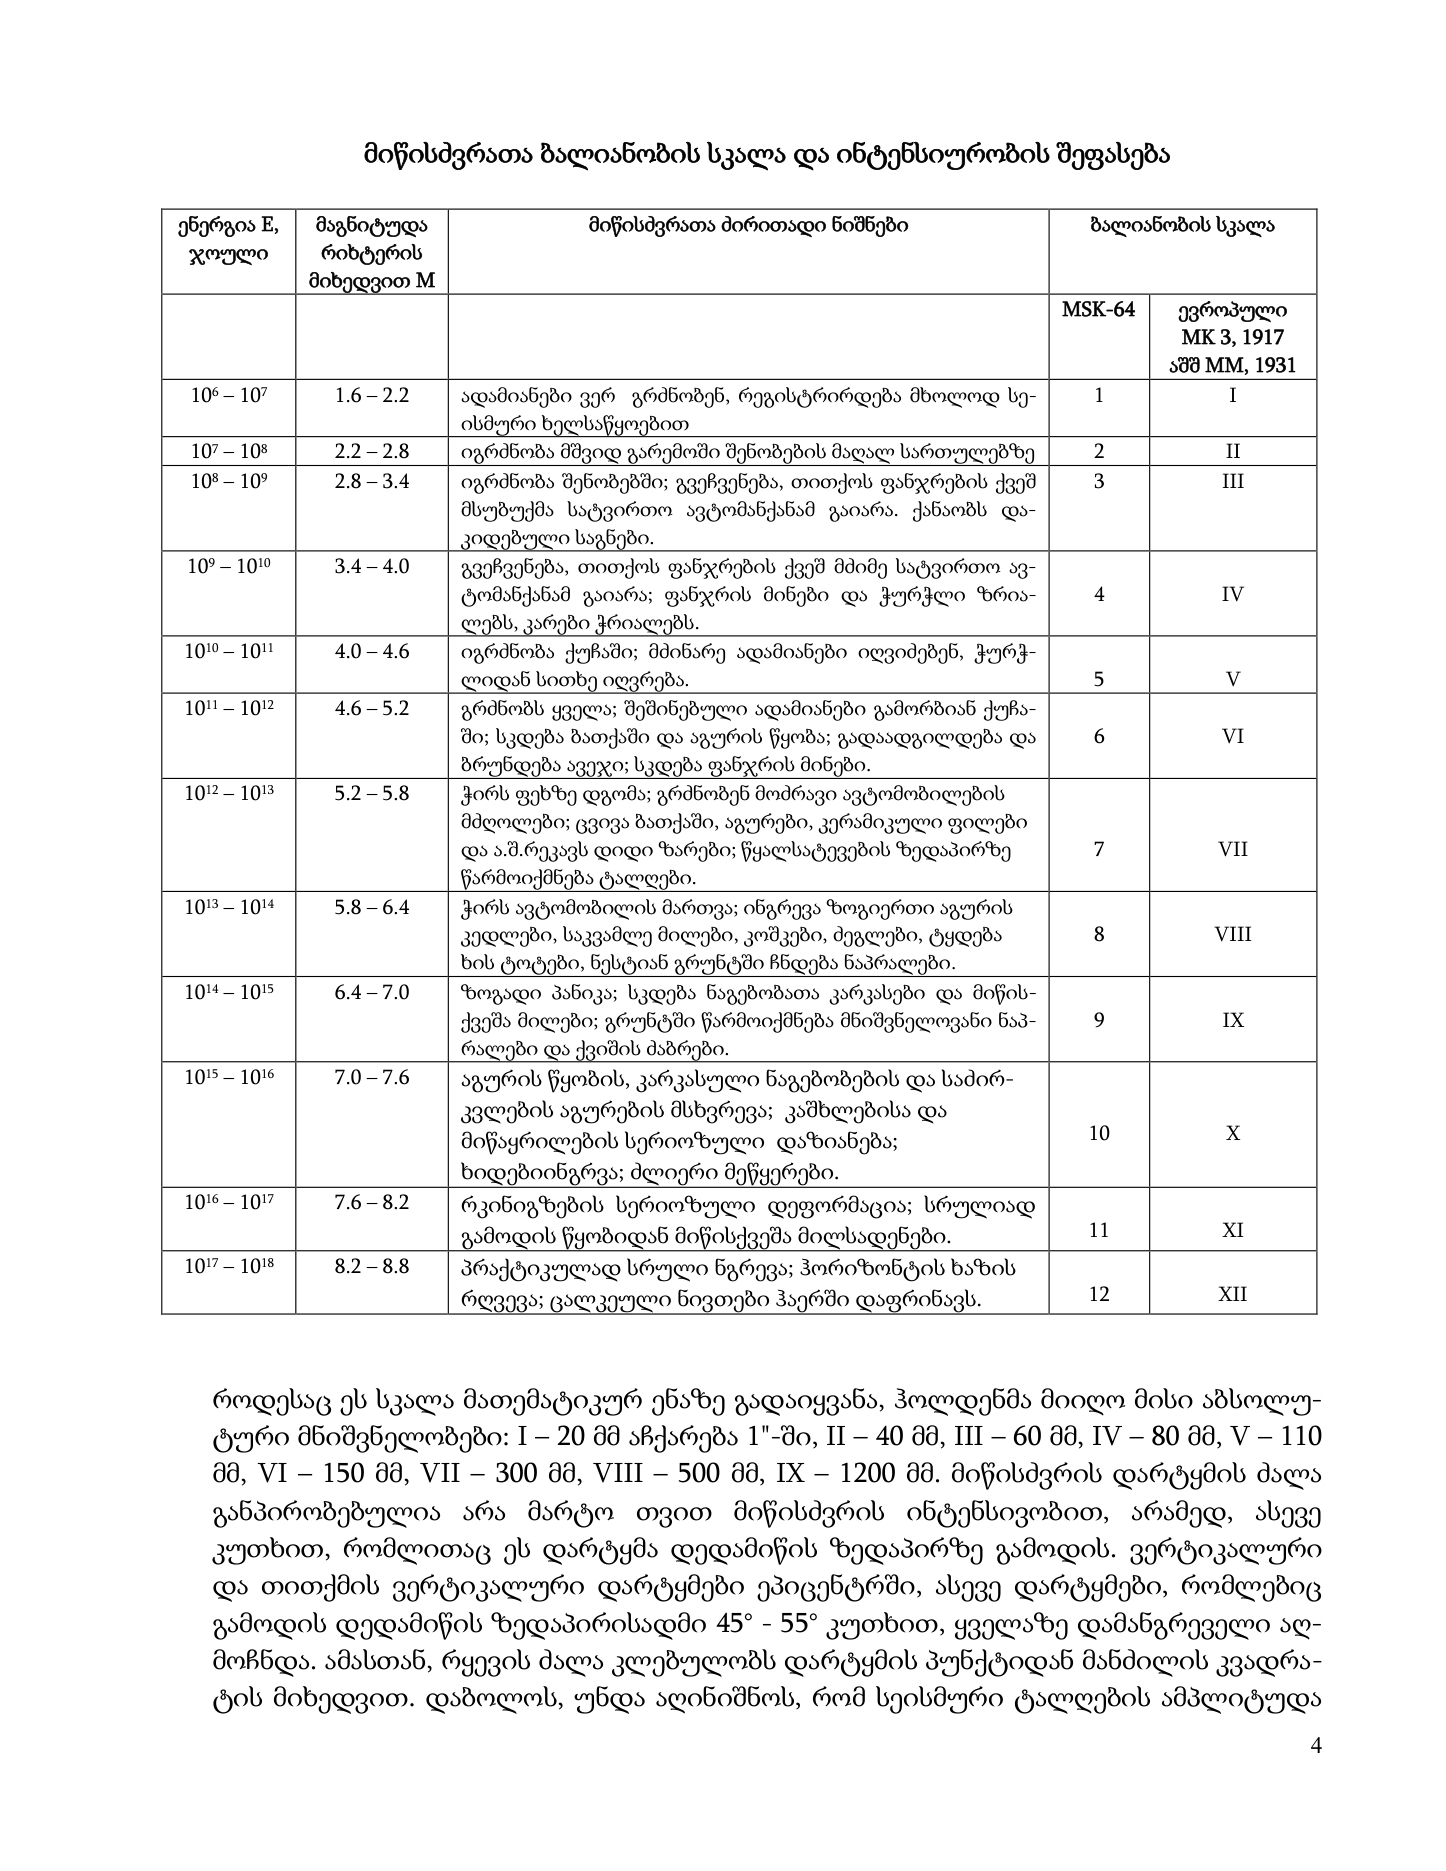 მიწისძვრათა ბალიანობის სკალა და ინტენსიურობის შეფასება
ენერგია E,
ჯოული
მაგნიტუდა
რიხტერის
მიხედვით M
მიწისძვრათა ძირითადი ნიშნები
ბალიანობის სკალა
MSK-64
ევროპული
MK 3, 1917
აშშ MM, 1931
10⁶ – 10⁷
1.6 – 2.2
ადამიანები ვერ გრძნობენ, რეგისტრირდება მხოლოდ სე-
ისმური ხელსაწყოებით
1
I
10⁷ – 10⁸
2.2 – 2.8
იგრძნობა მშვიდ გარემოში შენობების მაღალ სართულებზე
2
II
10⁸ – 10⁹
2.8 – 3.4
იგრძნობა შენობებში; გვეჩვენება, თითქოს ფანჯრების ქვეშ
მსუბუქმა სატვირთო ავტომანქანამ გაიარა. ქანაობს და-
კიდებული საგნები.
3
III
10⁹ – 10¹⁰
3.4 – 4.0
გვეჩვენება, თითქოს ფანჯრების ქვეშ მძიმე სატვირთო ავ-
ტომანქანამ გაიარა; ფანჯრის მინები და ჭურჭლი ზრია-
ლებს, კარები ჭრიალებს.
4
IV
10¹⁰ – 10¹¹
4.0 – 4.6
იგრძნობა ქუჩაში; მძინარე ადამიანები იღვიძებენ, ჭურჭ-
ლიდან სითხე იღვრება.
5
V
10¹¹ – 10¹²
4.6 – 5.2
გრძნობს ყველა; შეშინებული ადამიანები გამორბიან ქუჩა-
ში; სკდება ბათქაში და აგურის წყობა; გადაადგილდება და
ბრუნდება ავეჯი; სკდება ფანჯრის მინები.
6
VI
10¹² – 10¹³
5.2 – 5.8
ჭირს ფეხზე დგომა; გრძნობენ მოძრავი ავტომობილების
მძღოლები; ცვივა ბათქაში, აგურები, კერამიკული ფილები
და ა.შ.რეკავს დიდი ზარები; წყალსატევების ზედაპირზე
წარმოიქმნება ტალღები.
7
VII
10¹³ – 10¹⁴
5.8 – 6.4
ჭირს ავტომობილის მართვა; ინგრევა ზოგიერთი აგურის
კედლები, საკვამლე მილები, კოშკები, ძეგლები, ტყდება
ხის ტოტები, ნესტიან გრუნტში ჩნდება ნაპრალები.
8
VIII
10¹⁴ – 10¹⁵
6.4 – 7.0
ზოგადი პანიკა; სკდება ნაგებობათა კარკასები და მიწის-
ქვეშა მილები; გრუნტში წარმოიქმნება მნიშვნელოვანი ნაპ-
რალები და ქვიშის ძაბრები.
9
IX
10¹⁵ – 10¹⁶
7.0 – 7.6
აგურის წყობის, კარკასული ნაგებობების და საძირ-
კვლების აგურების მსხვრევა; კაშხლებისა და
მიწაყრილების სერიოზული დაზიანება;
ხიდებიინგრვა; ძლიერი მეწყერები.
10
X
10¹⁶ – 10¹⁷
7.6 – 8.2
რკინიგზების სერიოზული დეფორმაცია; სრულიად
გამოდის წყობიდან მიწისქვეშა მილსადენები.
11
XI
10¹⁷ – 10¹⁸
8.2 – 8.8
პრაქტიკულად სრული ნგრევა; ჰორიზონტის ხაზის
რღვევა; ცალკეული ნივთები ჰაერში დაფრინავს.
12
XII
როდესაც ეს სკალა მათემატიკურ ენაზე გადაიყვანა, ჰოლდენმა მიიღო მისი აბსოლუ-
ტური მნიშვნელობები: I – 20 მმ აჩქარება 1"-ში, II – 40 მმ, III – 60 მმ, IV – 80 მმ, V – 110
მმ, VI – 150 მმ, VII – 300 მმ, VIII – 500 მმ, IX – 1200 მმ. მიწისძვრის დარტყმის ძალა
განპირობებულია არა მარტო თვით მიწისძვრის ინტენსივობით, არამედ, ასევე
კუთხით, რომლითაც ეს დარტყმა დედამიწის ზედაპირზე გამოდის. ვერტიკალური
და თითქმის ვერტიკალური დარტყმები ეპიცენტრში, ასევე დარტყმები, რომლებიც
გამოდის დედამიწის ზედაპირისადმი 45° - 55° კუთხით, ყველაზე დამანგრეველი აღ-
მოჩნდა. ამასთან, რყევის ძალა კლებულობს დარტყმის პუნქტიდან მანძილის კვადრა-
ტის მიხედვით. დაბოლოს, უნდა აღინიშნოს, რომ სეისმური ტალღების ამპლიტუდა
4